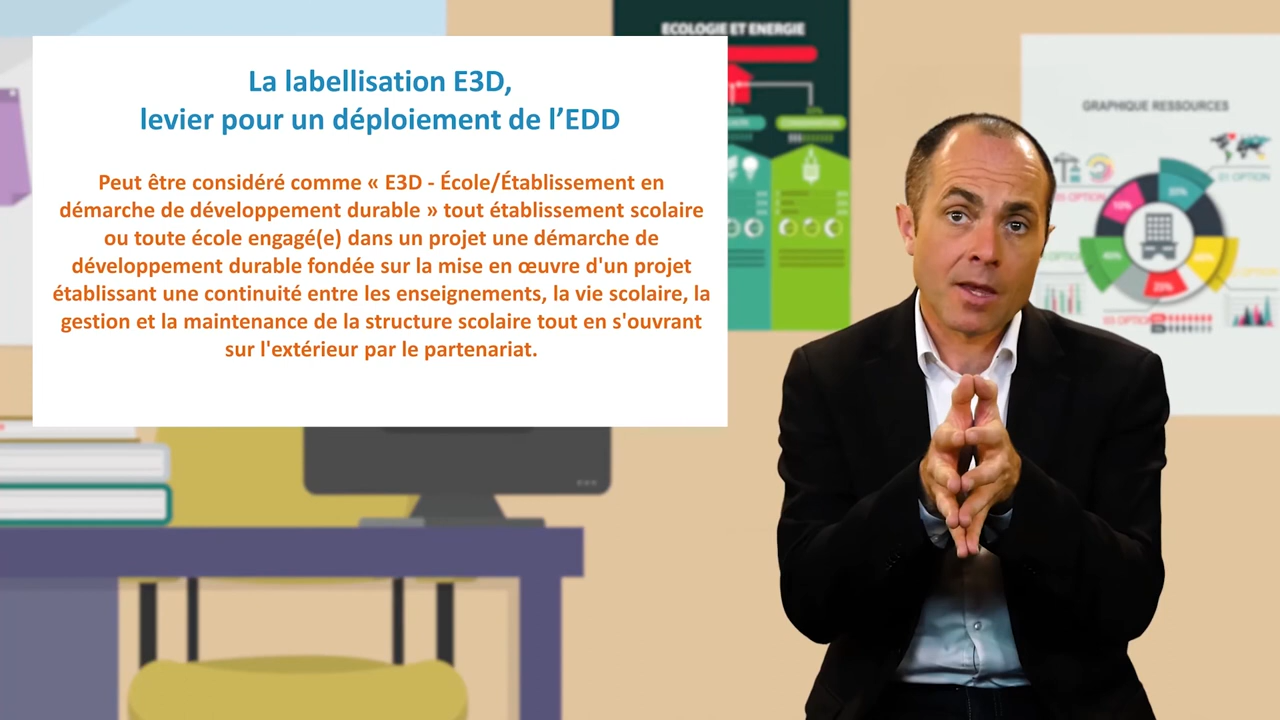 La labellisation E3D,
levier pour un déploiement de l’EDD
Peut être considéré comme « E3D - École/Établissement en
démarche de développement durable » tout établissement scolaire
ou toute école engagé(e) dans un projet une démarche de
développement durable fondée sur la mise en œuvre d'un projet
établissant une continuité entre les enseignements, la vie scolaire, la
gestion et la maintenance de la structure scolaire tout en s'ouvrant
sur l'extérieur par le partenariat.
ECOLOGIE ET ENERGIE
GRAPHIQUE RESSOURCES